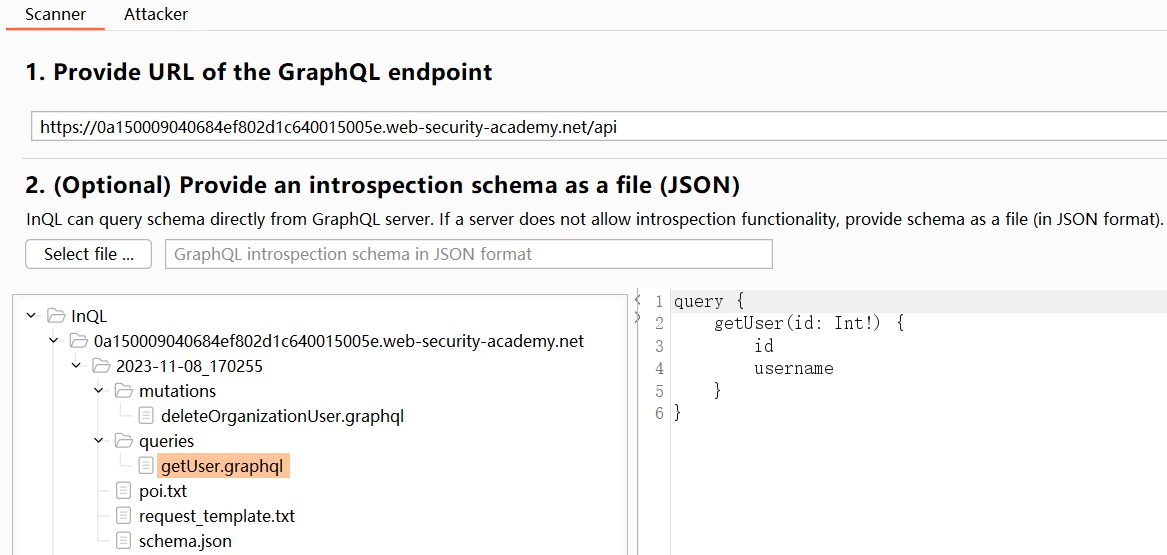 Scanner Attacker
1. Provide URL of the GraphQL endpoint
https://0a150009040684ef802d1c640015005e.web-security-academy.net/api
2. (Optional) Provide an introspection schema as a file (JSON)
InQL can query schema directly from GraphQL server. If a server does not allow introspection functionality, provide schema as a file (in JSON format).
Select file ... GraphQL introspection schema in JSON format
InQL
0a150009040684ef802d1c640015005e.web-security-academy.net
2023-11-08_170255
mutations
deleteOrganizationUser.graphql
queries
getUser.graphql
poi.txt
request_template.txt
schema.json
1 query {
2 getUser(id: Int!) {
3 id
4 username
5 }
6 }